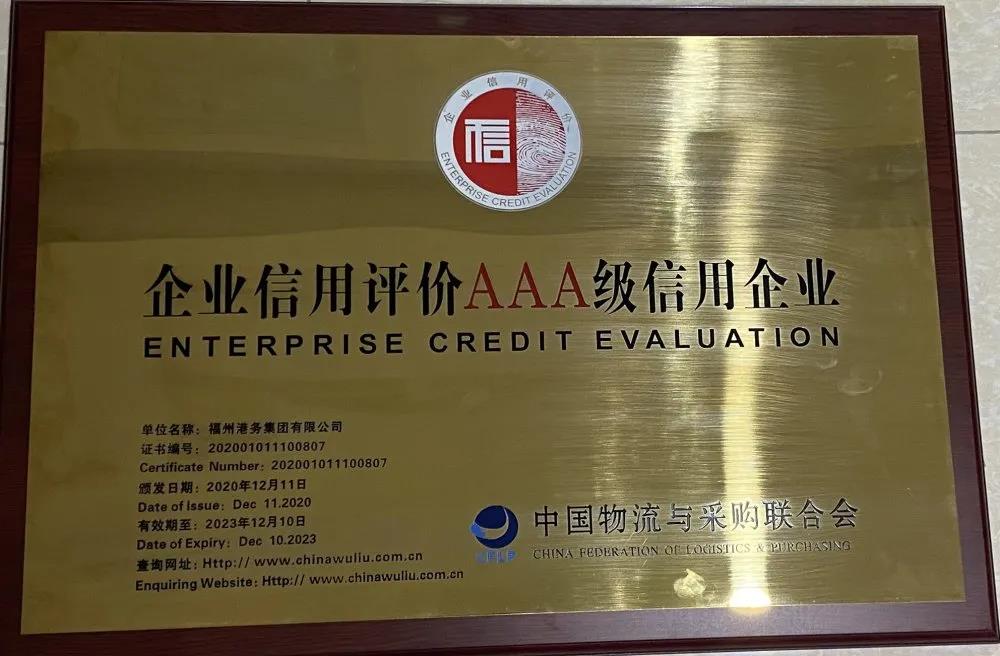 企业信用评价
信
ENTERPRISE CREDIT EVALUATION
企业信用评价AAA级信用企业
ENTERPRISE CREDIT EVALUATION
单位名称：福州港务集团有限公司
证书编号：202001011100807
Certificate Number：202001011100807
颁发日期：2020年12月11日
Date of Issue：Dec 11.2020
有效期至：2023年12月10日
Date of Expiry：Dec 10.2023
查询网址：Http:// www.chinawuliu.com.cn
Enquiring Website：Http:// www.chinawuliu.com.cn
中国物流与采购联合会
CFLP
CHINA FEDERATION OF LOGISTICS & PURCHASING